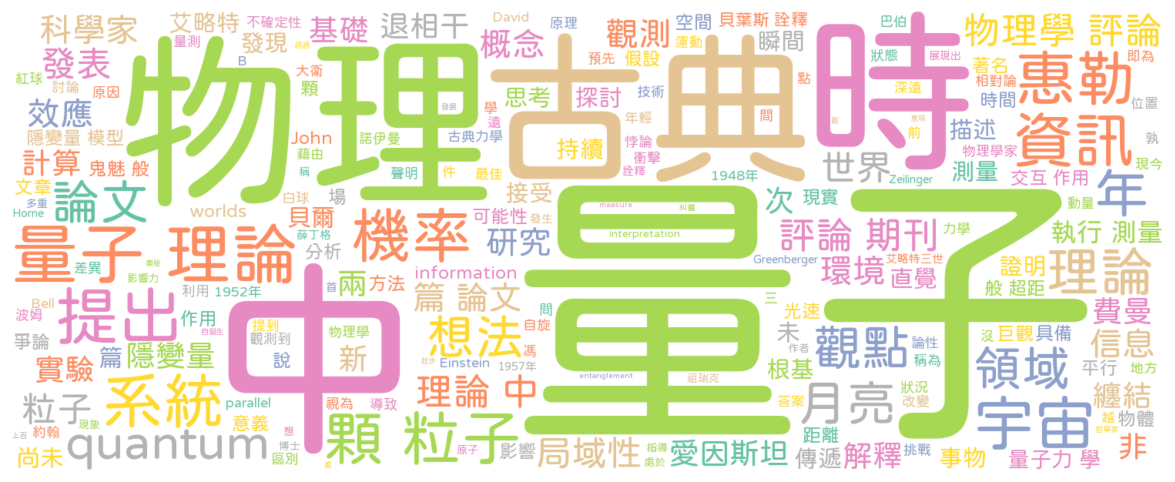 科學家
艾略特
不確定性
David
原理
空間
貝葉斯 詮釋
巴伯
物理學 評論
量測
發現
基礎
退相干
概念
觀測
運動
瞬間
狀態
展現出
即為
紅球
討論
發表
B
大衛
預先
假設
點
深遠
著名
相對論
惠勒
原因
顆
思考
探討
技術
時間
位置
效應
物理
古典
時
學
遠
年輕
間
前
描述
資訊
隱變量 模型
John
諾伊曼
古典力學
持續
悖論
衝擊
物理學家
孰
計算
鬼魅 般
藉由
稱
聲明
件
最佳
詮釋
1948年
世界
Zeilinger
測量
交互 作用
現今
文章
論文
白球
場
接受
次
現實
動量
年
多重
Home
worlds
貝爾
機率
可能性
發生
measure
糾纏
力學
量子 理論
薛丁格
研究
interpretation
評論 期刊
執行 測量
差異
影響力
分析
Greenberger
環境
直覺
艾略特三世
證明
理論
利用
1952年
首
兩
方法
information
篇 論文
問
三
光速
般 超距
Bell
提出
中
提到
物理學
觀測到
想法
自旋
量子
未
沒
巨觀
具備
費曼
波姆
作用
爭論
說
新
馮
作者
觀點
論性
信息
實驗
篇
隱變量
Einstein
1957年
根基
稱為
領域
平行
地方
系統
parallel
視為
導致
理論 中
entanglement
祖瑞克
答案
月亮
狀況
改變
纏結
粒子
現象
意義
想
越
物體
上百
約翰
quantum
博士
顆 粒子
原子
影響
局域性
指導
處於
愛因斯坦
距離
傳遞
解釋
挑戰
宇宙
事物
非
尚未
區別
量子力 學